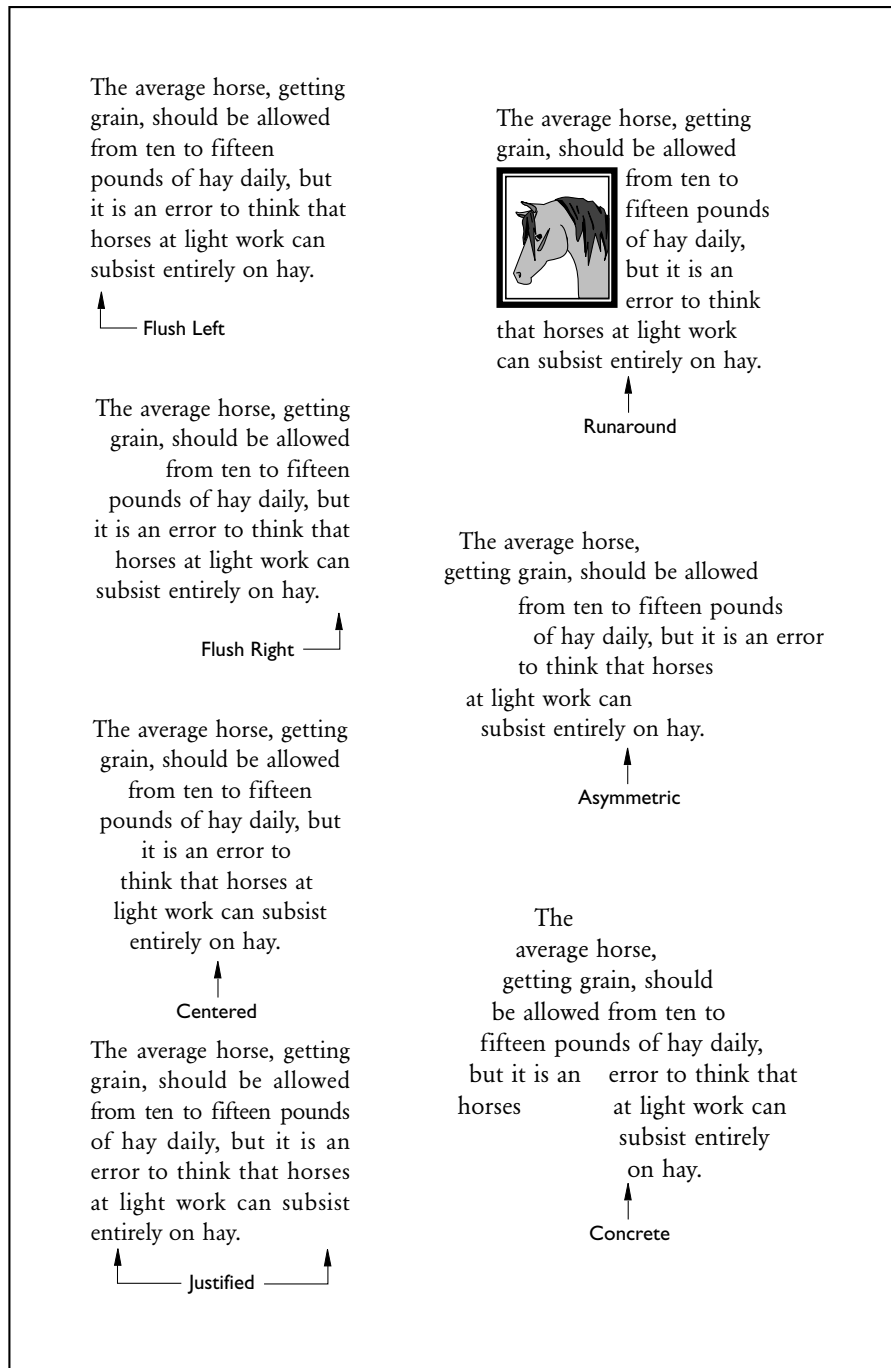 The average horse, getting
grain, should be allowed
from ten to fifteen
pounds of hay daily, but
it is an error to think that
horses at light work can
subsist entirely on hay.
Flush Left
The average horse, getting
grain, should be allowed
from ten to fifteen
pounds of hay daily, but
it is an error to think that
horses at light work can
subsist entirely on hay.
Flush Right
The average horse, getting
grain, should be allowed
from ten to fifteen
pounds of hay daily, but
it is an error to
think that horses at
light work can subsist
entirely on hay.
Centered
The average horse, getting
grain, should be allowed
from ten to fifteen pounds
of hay daily, but it is an
error to think that horses
at light work can subsist
entirely on hay.
Justified
The average horse, getting
grain, should be allowed
from ten to
fifteen pounds
of hay daily,
but it is an
error to think
that horses at light work
can subsist entirely on hay.
Runaround
The average horse,
getting grain, should be allowed
from ten to fifteen pounds
of hay daily, but it is an error
to think that horses
at light work can
subsist entirely on hay.
Asymmetric
The
average horse,
getting grain, should
be allowed from ten to
fifteen pounds of hay daily,
but it is an error to think that
horses at light work can
subsist entirely
on hay.
Concrete